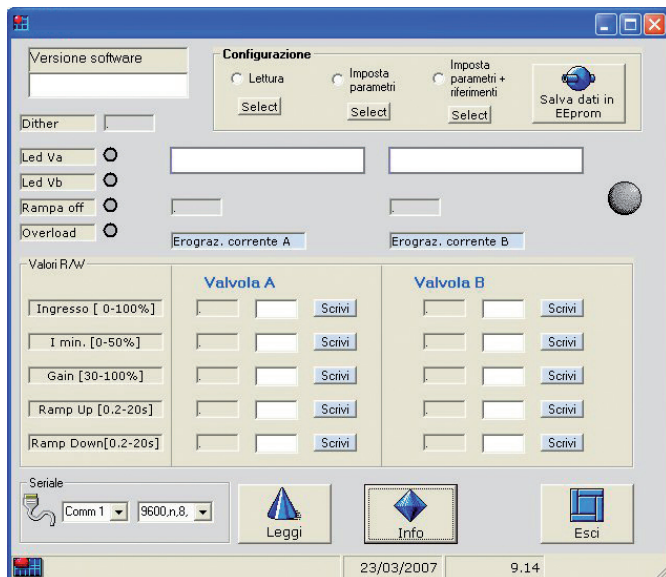 Versione software
Configurazione
Lettura
Imposta
parametri
Imposta
parametri +
riferimenti
Select
Select
Select
Salva dati in
EEprom
Dither
.
Led Va
Led Vb
Rampa off
.
.
Overload
Erograz. corrente A
Erograz. corrente B
Valori R/W
Valvola A
Valvola B
Ingresso [ 0-100%]
.
Scrivi
.
Scrivi
I min. [0-50%]
.
Scrivi
.
Scrivi
Gain [30-100%]
.
Scrivi
.
Scrivi
Ramp Up [0.2-20s]
.
Scrivi
.
Scrivi
Ramp Down[0.2-20s]
.
Scrivi
.
Scrivi
Seriale
Comm 1
9600,n,8,
Leggi
Info
Esci
23/03/2007
9.14